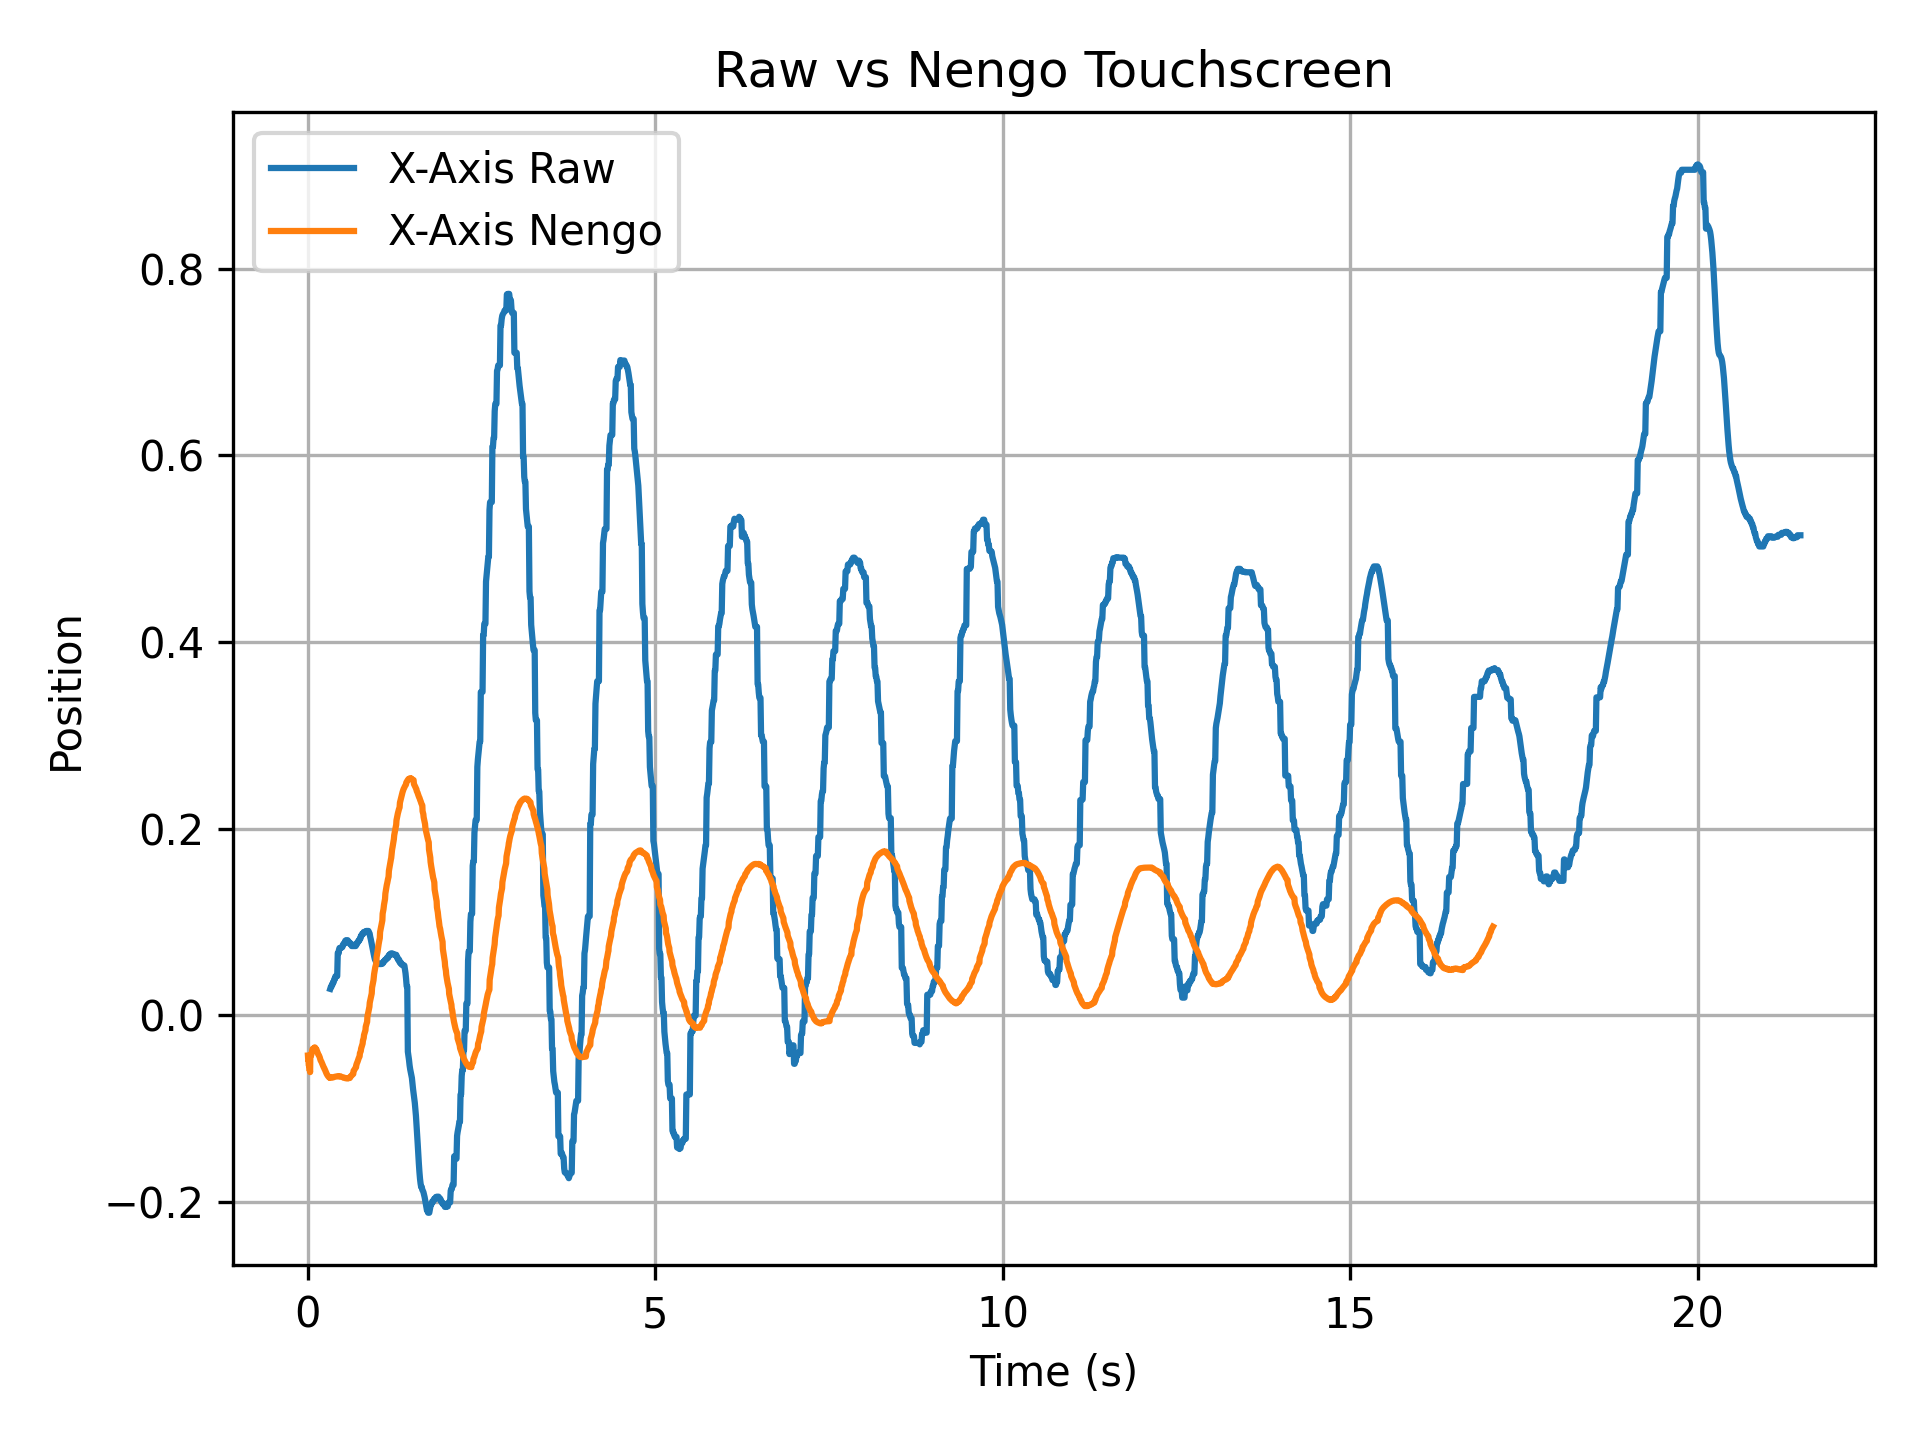 Raw vs Nengo Touchscreen
X-Axis Raw
X-Axis Nengo
Position
0.8
0.6
0.4
0.2
0.0
−0.2
0 5 10 15 20
Time (s)